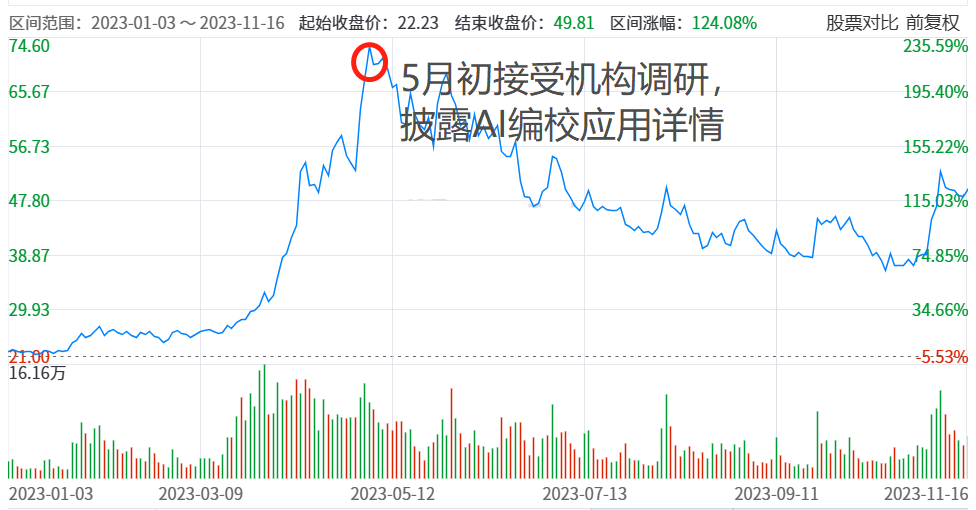 区间范围：2023-01-03 ～ 2023-11-16 起始收盘价：22.23 结束收盘价：49.81 区间涨幅：124.08% 股票对比 前复权
74.60 235.59%
5月初接受机构调研，
65.67 195.40%
披露AI编校应用详情
56.73 155.22%
47.80 115.03%
38.87 74.85%
29.93 34.66%
21.00 -5.53%
16.16万
2023-01-03 2023-03-09 2023-05-12 2023-07-13 2023-09-11 2023-11-16